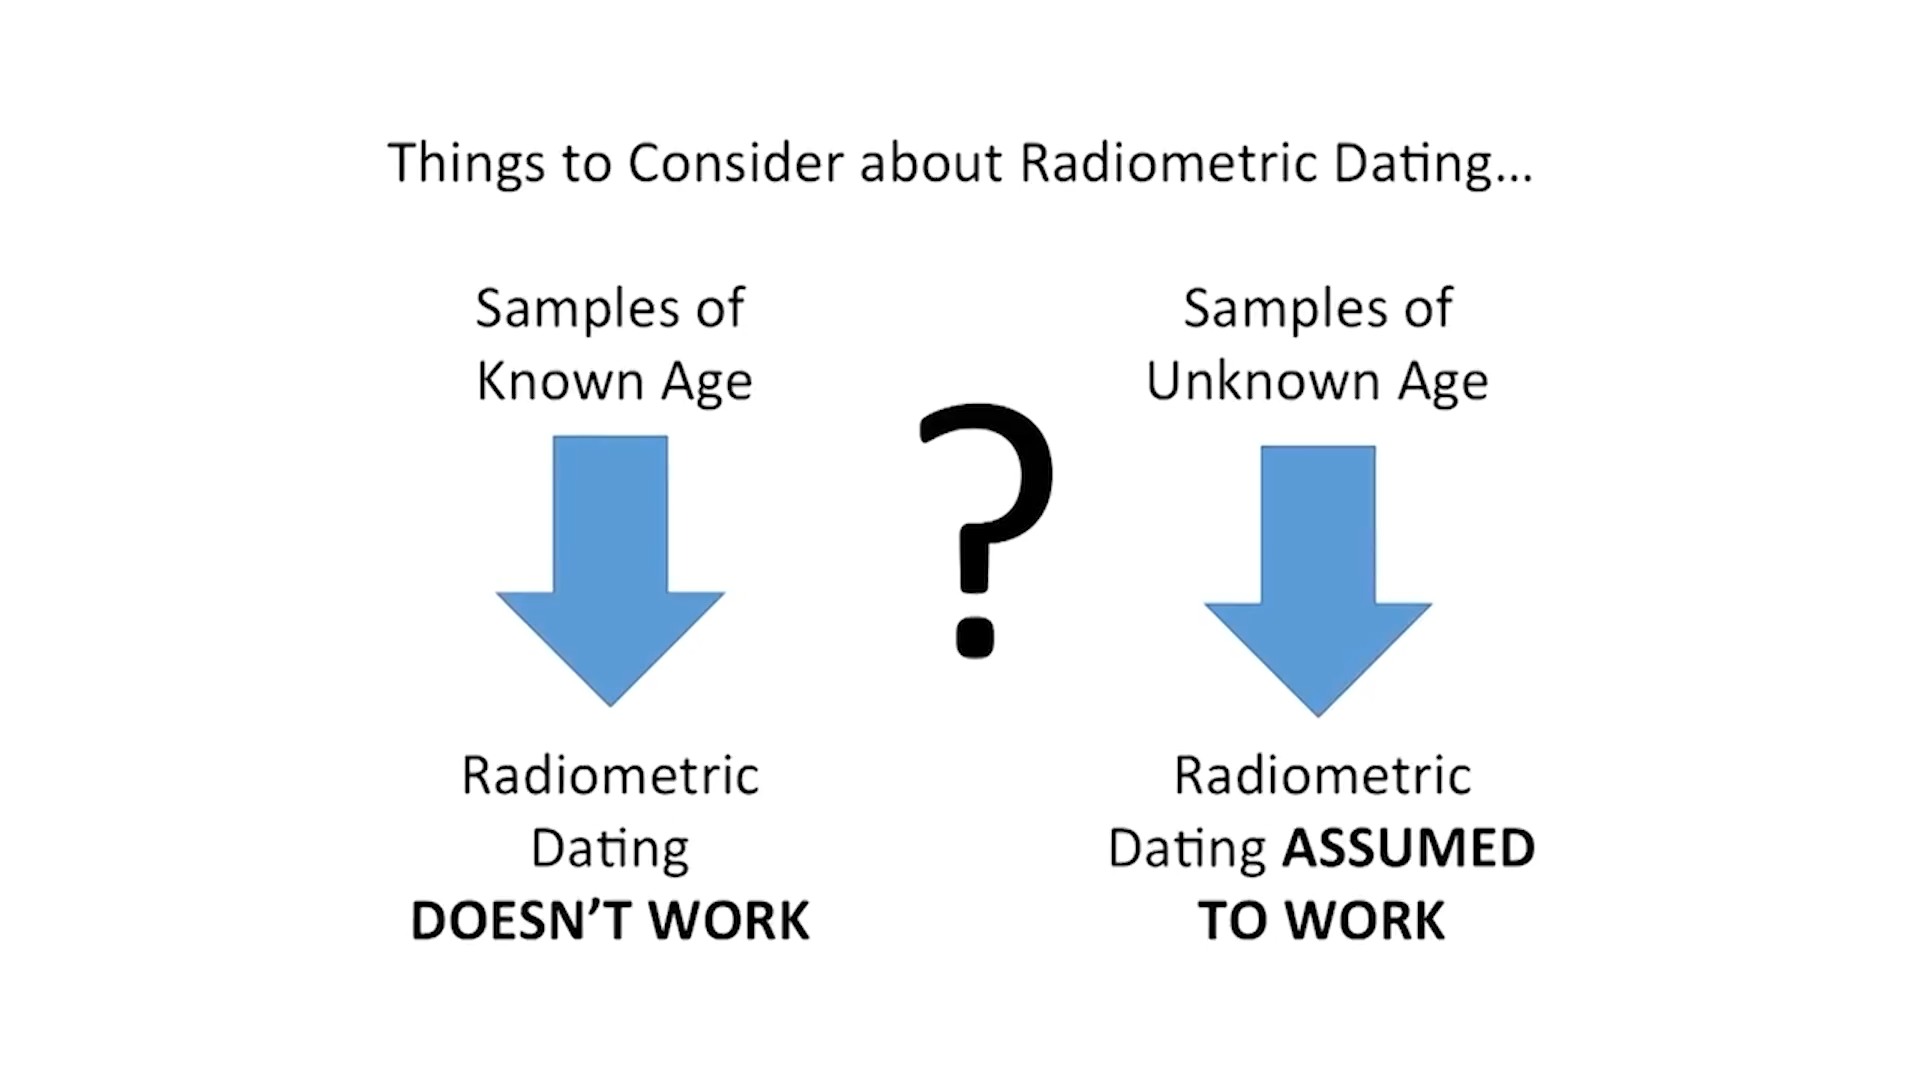 Things to Consider about Radiometric Dating...
Samples of
Known Age
Samples of
Unknown Age
?
Radiometric
Dating
DOESN’T WORK
Radiometric
Dating ASSUMED
TO WORK